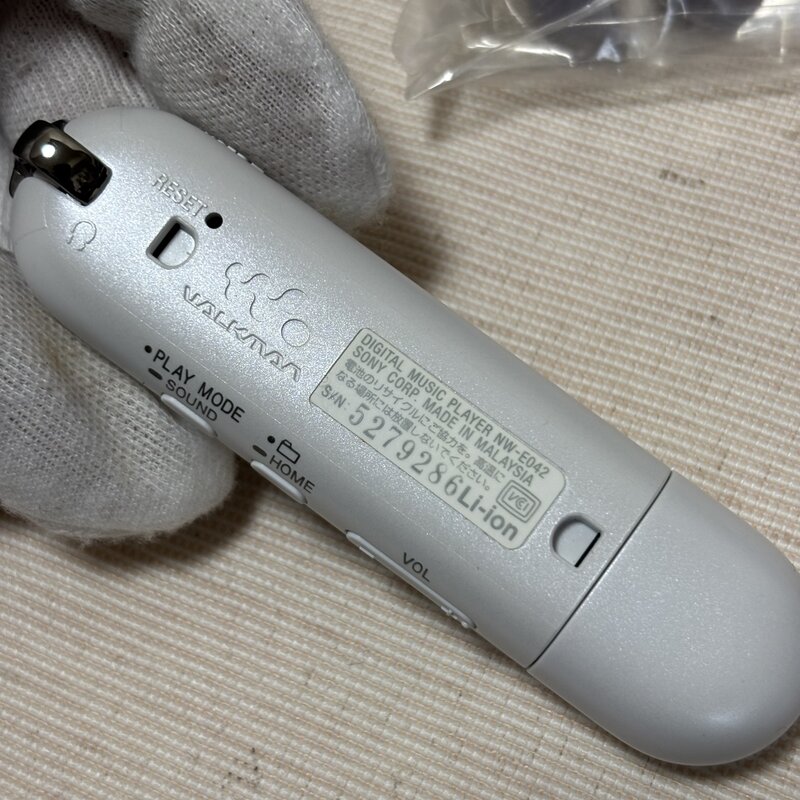 RESET
WALKMAN
PLAY MODE
SOUND
HOME
VOL
DIGITAL MUSIC PLAYER NW-E042
SONY CORP. MADE IN MALAYSIA
電池のリサイクルにご協力を。高温に
なる場所には放置しないでください。
S/N: 5279286 Li-ion
VCI